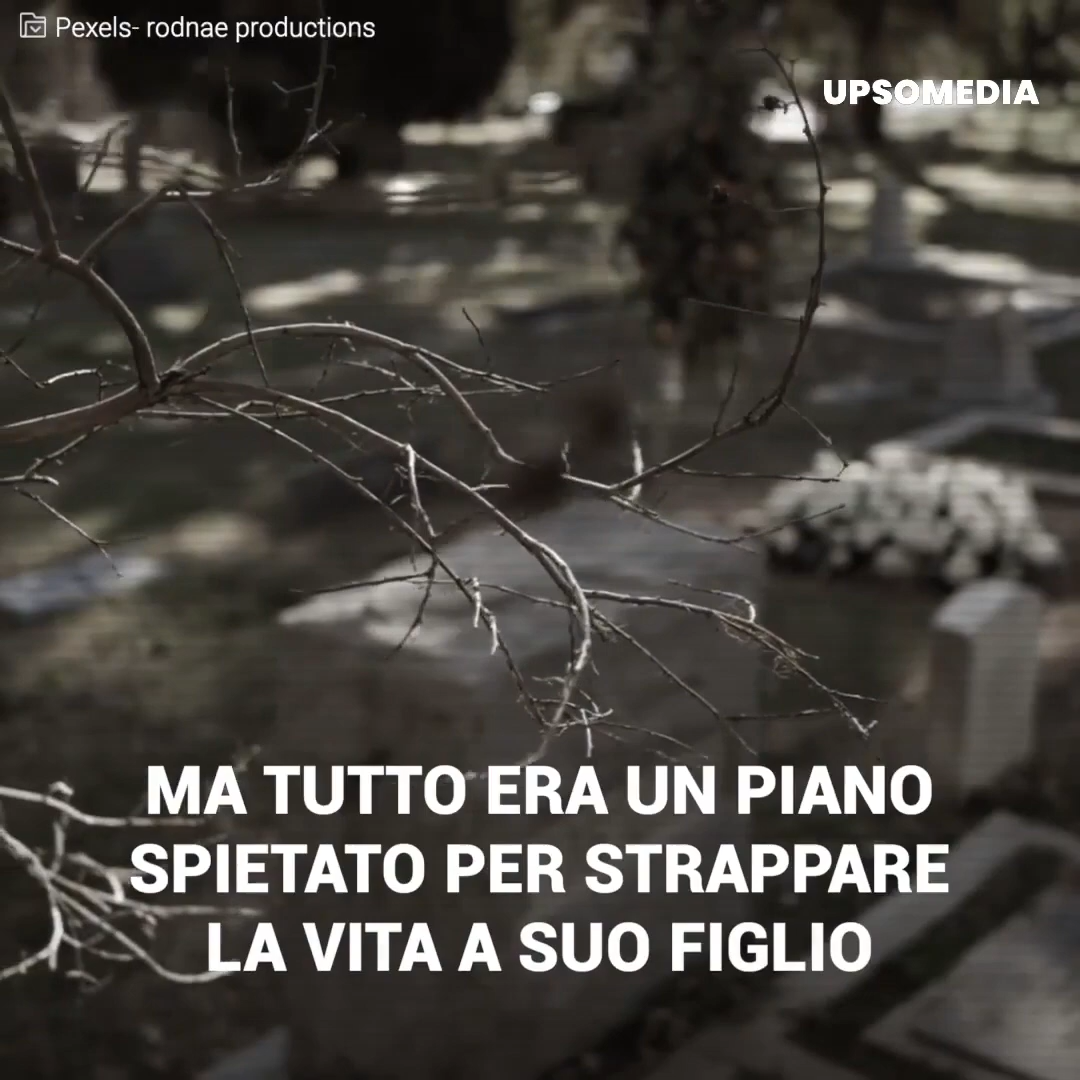 Pexels- rodnae productions
UPSOMEDIA
MA TUTTO ERA UN PIANO
SPIETATO PER STRAPPARE
LA VITA A SUO FIGLIO